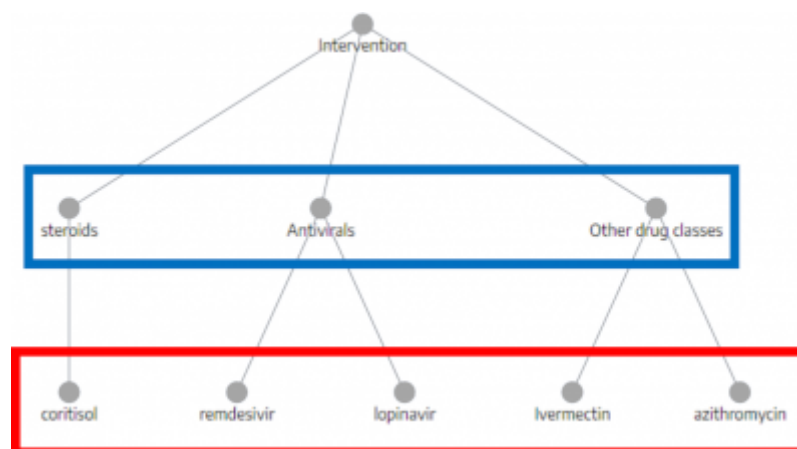 Intervention
steroids Antivirals Other drug classes
coritisol remdesivir lopinavir Ivermectin azithromycin